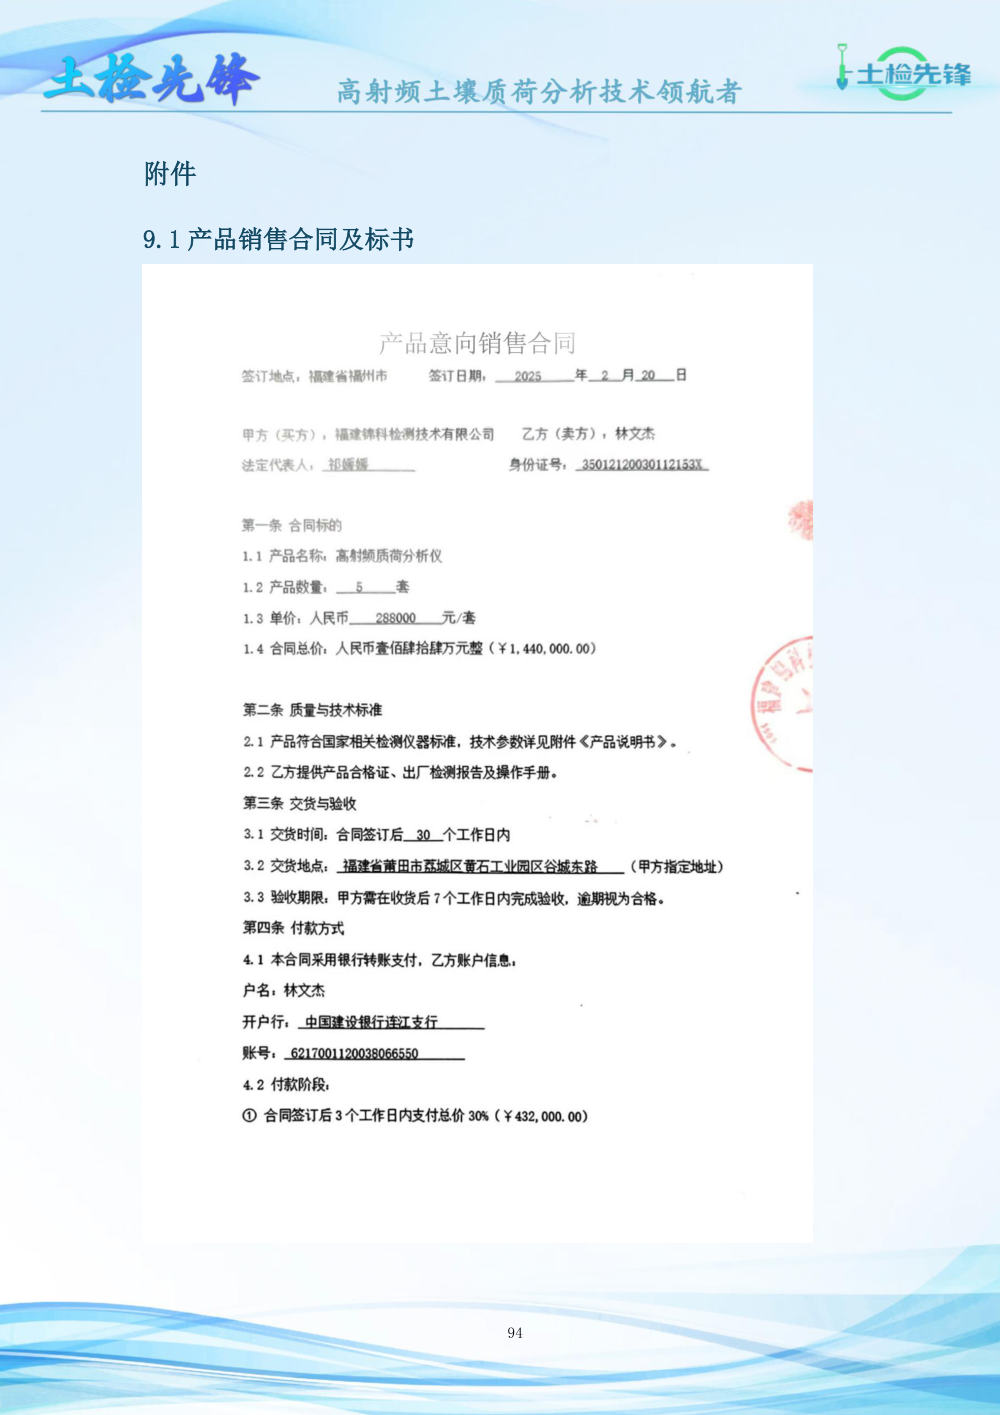 土检先锋
高射频土壤质荷分析技术领航者
土检先锋
附件
9.1 产品销售合同及标书
产品意向销售合同
签订地点：福建省福州市 签订日期： 2025 年 2 月 20 日
甲方（买方）：福建锦科检测技术有限公司 乙方（卖方）：林文杰
法定代表人： 祁媛媛 身份证号： 35012120030112153X
第一条 合同标的
1.1 产品名称：高射频质荷分析仪
1.2 产品数量： 5 套
1.3 单价：人民币 288000 元/套
1.4 合同总价：人民币壹佰肆拾肆万元整（￥1,440,000.00）
第二条 质量与技术标准
2.1 产品符合国家相关检测仪器标准，技术参数详见附件《产品说明书》。
2.2 乙方提供产品合格证、出厂检测报告及操作手册。
第三条 交货与验收
3.1 交货时间：合同签订后 30 个工作日内
3.2 交货地点： 福建省莆田市荔城区黄石工业园区谷城东路 （甲方指定地址）
3.3 验收期限：甲方需在收货后 7 个工作日内完成验收，逾期视为合格。
第四条 付款方式
4.1 本合同采用银行转账支付，乙方账户信息：
户名：林文杰
开户行： 中国建设银行连江支行
账号： 6217001120038066550
4.2 付款阶段：
① 合同签订后 3 个工作日内支付总价 30%（￥432,000.00）
94